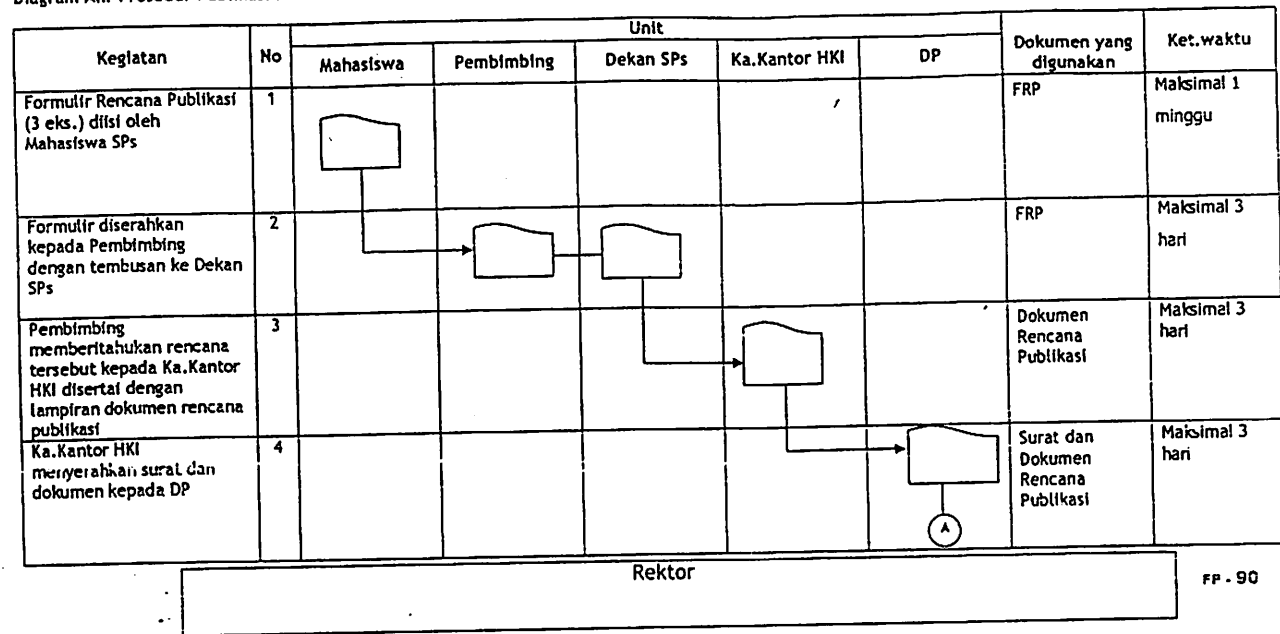 Unit
Kegiatan No Mahasiswa Pembimbing Dekan SPs Ka.Kantor HKI DP Dokumen yang Ket.waktu
digunakan
Formulir Rencana Publikasi 1 FRP Maksimal 1
(3 eks.) diisi oleh minggu
Mahasiswa SPs
Formulir diserahkan 2 FRP Maksimal 3
kepada Pembimbing hari
dengan tembusan ke Dekan
SPs
Pembimbing 3 Dokumen Maksimal 3
memberitahukan rencana Rencana hari
tersebut kepada Ka.Kantor Publikasi
HKI disertai dengan
lampiran dokumen rencana
publikasi
Ka.Kantor HKI 4 Surat dan Maksimal 3
menyerahkan surat dan Dokumen hari
dokumen kepada DP Rencana
Publikasi
A
Rektor
FP - 90